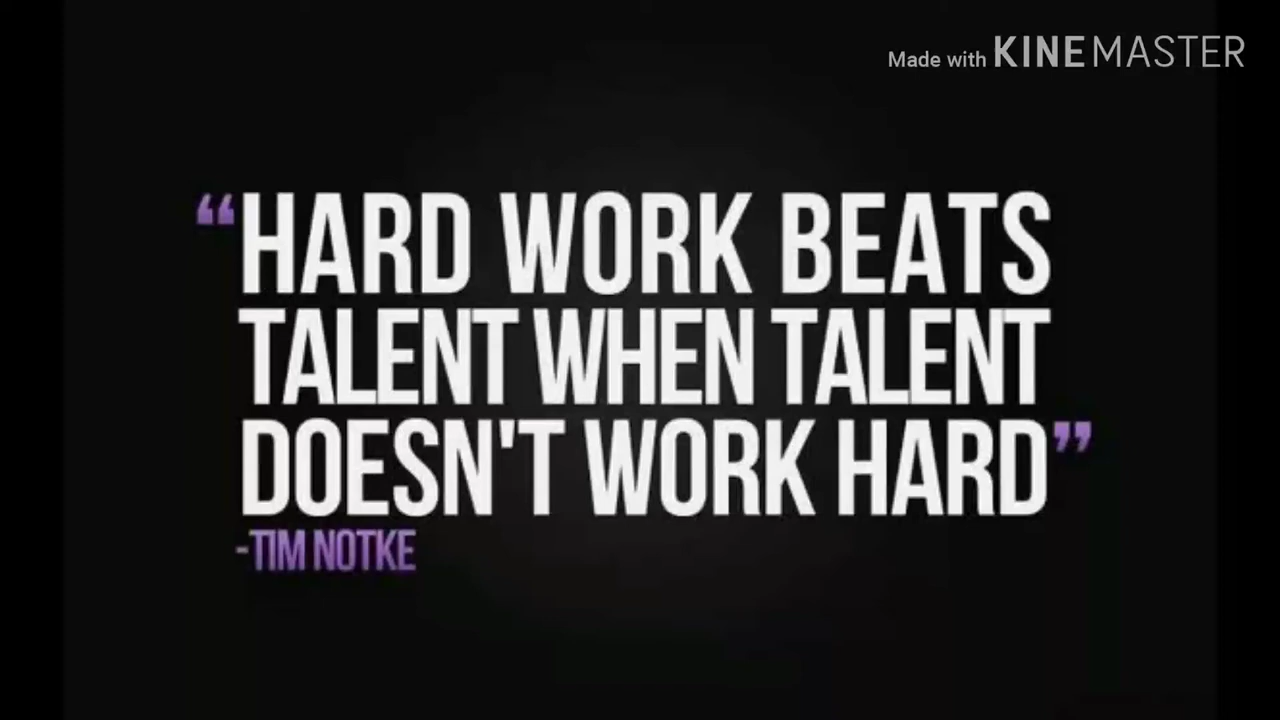 Made with KINEMASTER
“HARD WORK BEATS
TALENT WHEN TALENT
DOESN'T WORK HARD”
-TIM NOTKE